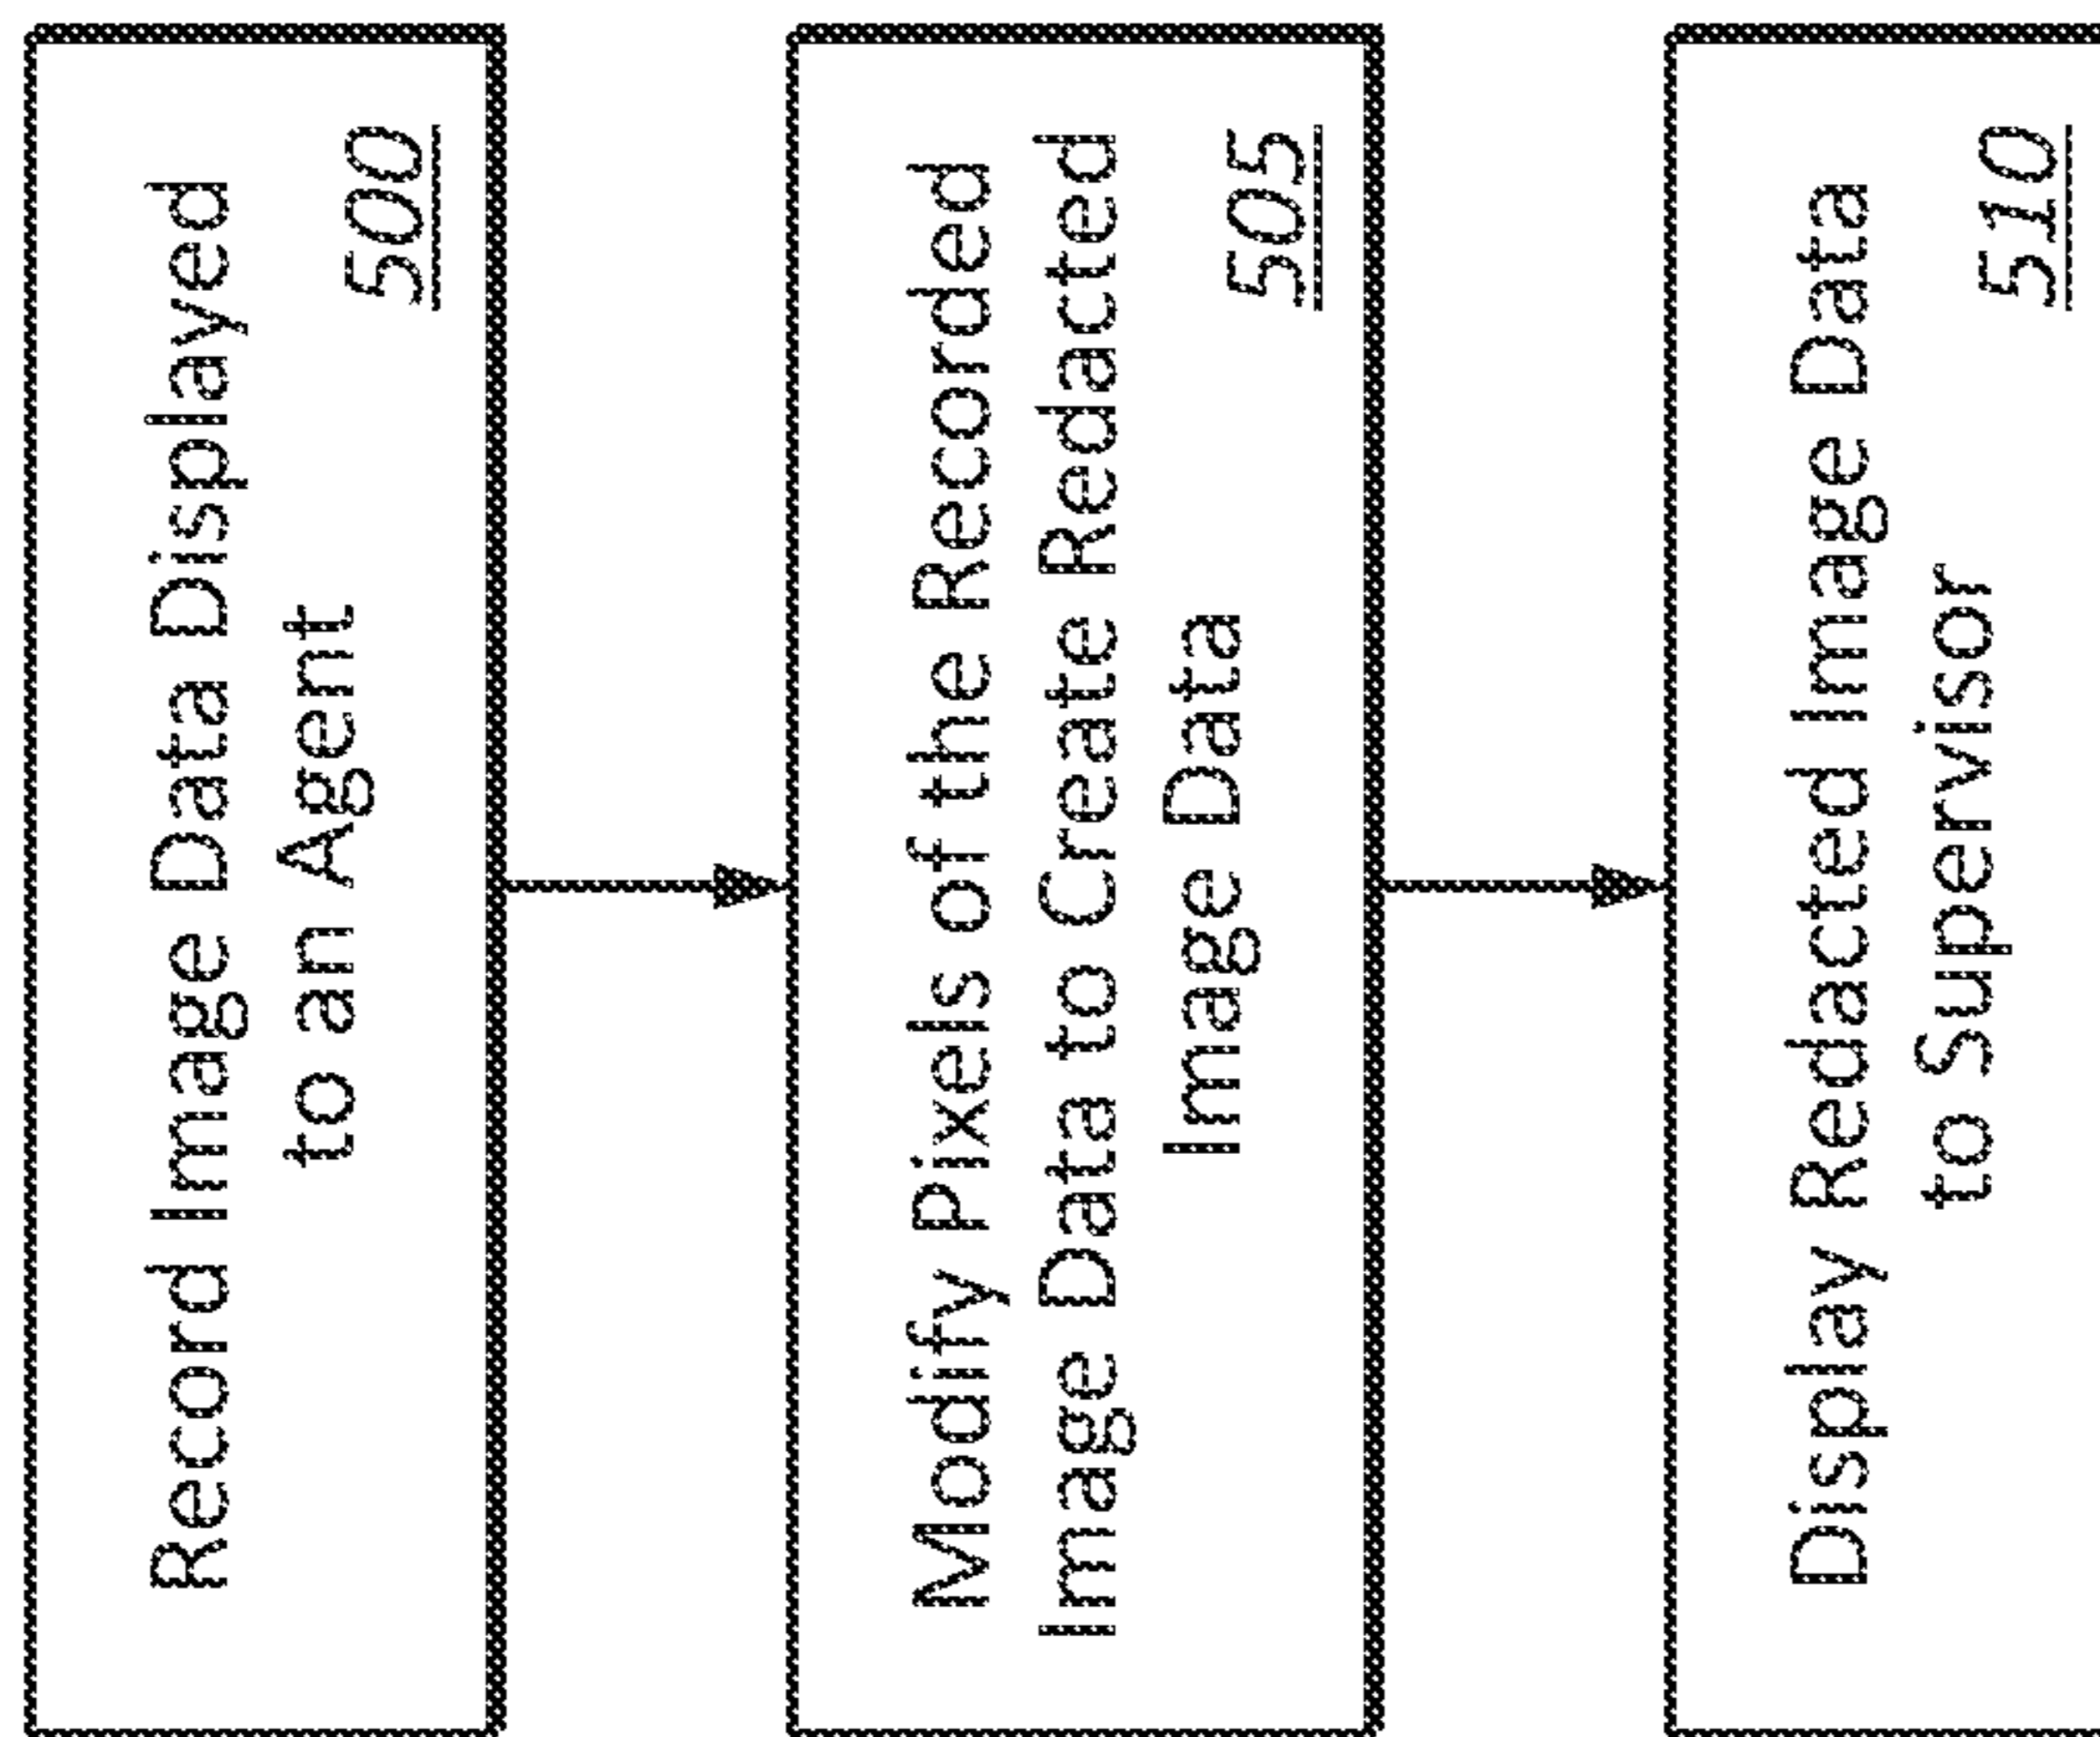 Record Image Data Displayed
to an Agent
500
Modify Pixels of the Recorded
Image Data to Create Redacted
Image Data
505
Display Redacted Image Data
to Supervisor
510